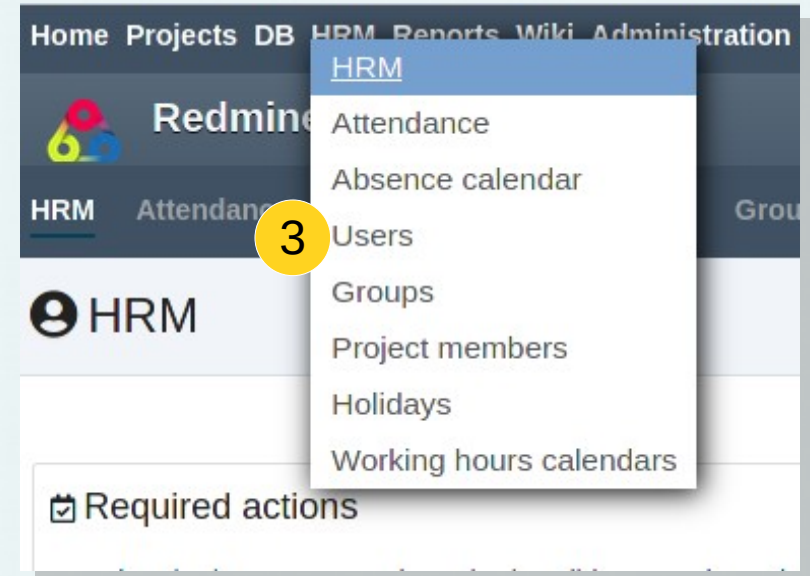 Home Projects DB HRM Reports Wiki Administration
HRM
Redmine
Attendance
Absence calendar
HRM Attendanc Grou
3 Users
Groups
HRM
Project members
Holidays
Working hours calendars
Required actions